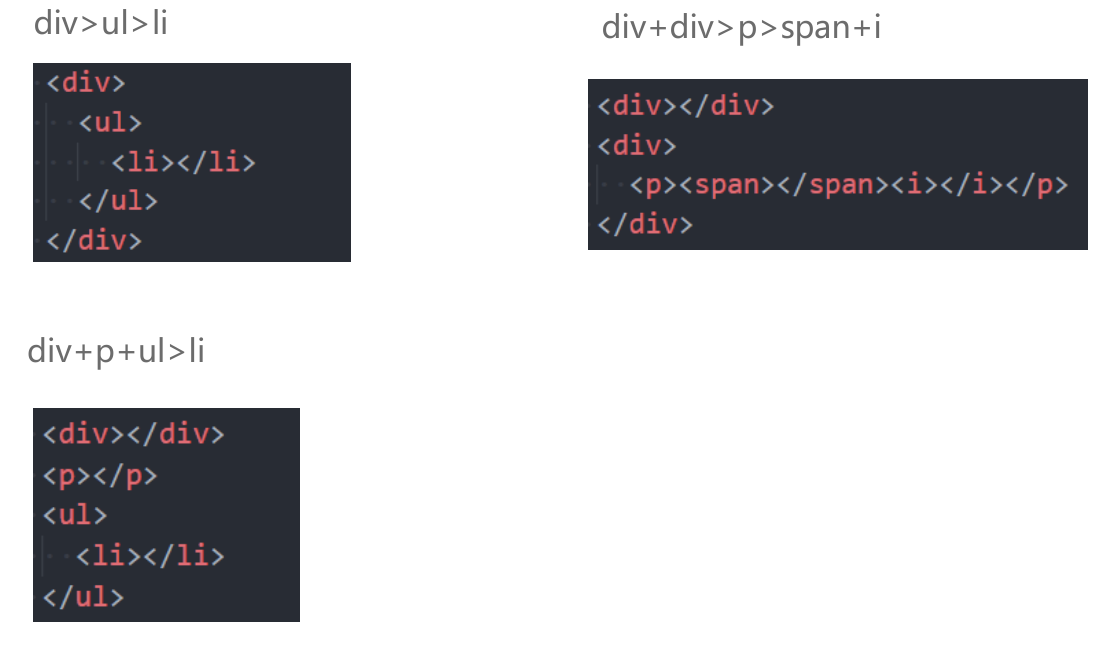 div>ul>li
<div>
<ul>
<li></li>
</ul>
</div>
div+div>p>span+i
<div></div>
<div>
<p><span></span><i></i></p>
</div>
div+p+ul>li
<div></div>
<p></p>
<ul>
<li></li>
</ul>